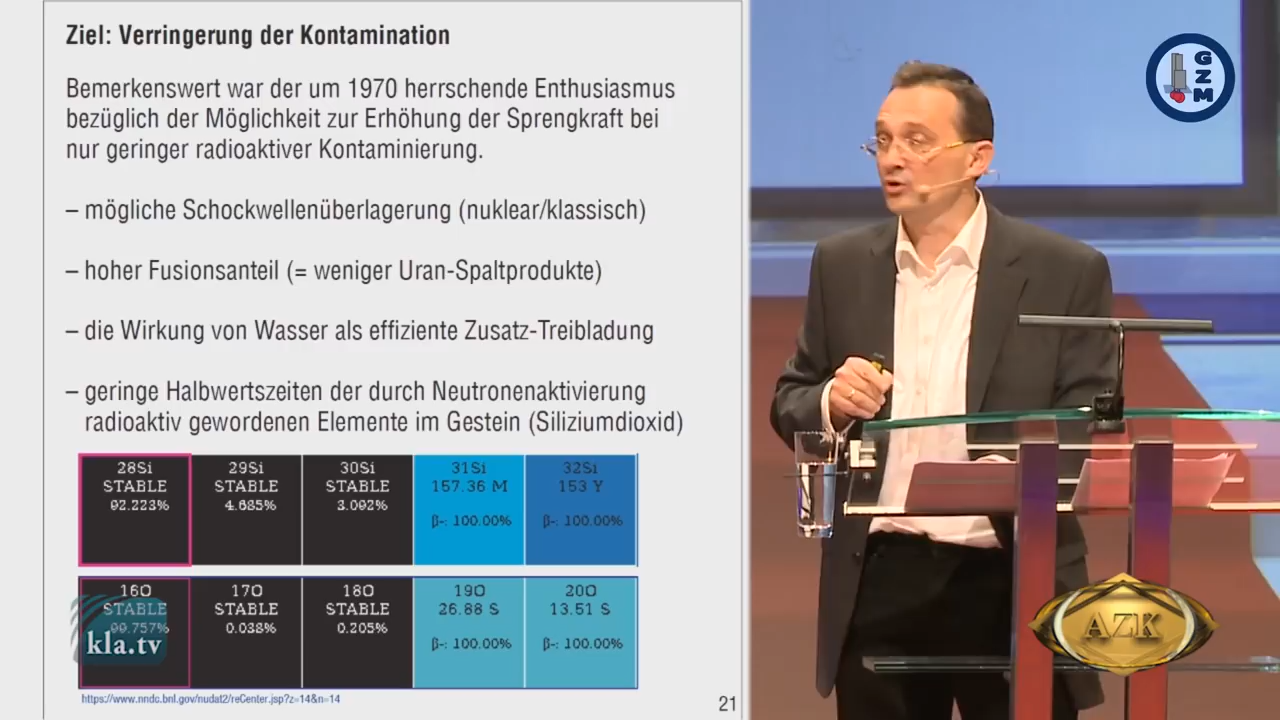 Ziel: Verringerung der Kontamination
Bemerkenswert war der um 1970 herrschende Enthusiasmus
bezüglich der Möglichkeit zur Erhöhung der Sprengkraft bei
nur geringer radioaktiver Kontaminierung.
– mögliche Schockwellenüberlagerung (nuklear/klassisch)
– hoher Fusionsanteil (= weniger Uran-Spaltprodukte)
– die Wirkung von Wasser als effiziente Zusatz-Treibladung
– geringe Halbwertszeiten der durch Neutronenaktivierung
radioaktiv gewordenen Elemente im Gestein (Siliziumdioxid)
28Si 29Si 30Si 31Si 32Si
STABLE STABLE STABLE 157.36 M 153 Y
92.223% 4.685% 3.092%
β-: 100.00% β-: 100.00%
16O 17O 18O 19O 20O
STABLE STABLE STABLE 26.88 S 13.51 S
99.757% 0.038% 0.205%
β-: 100.00% β-: 100.00%
kla.tv
https://www.nndc.bnl.gov/nudat2/reCenter.jsp?z=14&n=14
21
GZM
AZK